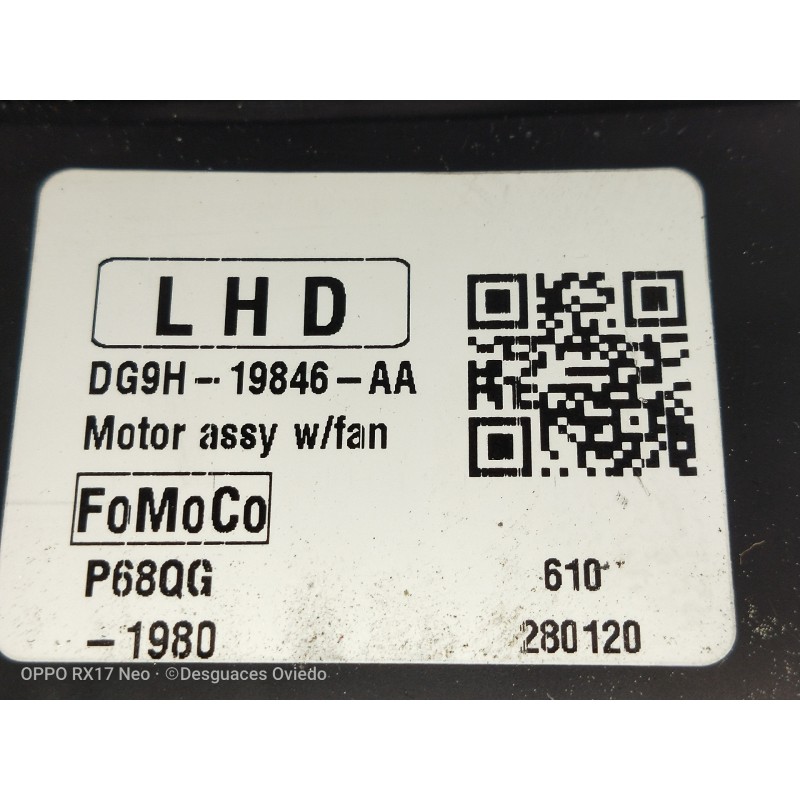 LHD
DG9H-19846-AA
Motor assy w/fan
FoMoCo
P68QG 610
-1980 280120
OPPO RX17 Neo · ©Desguaces Oviedo